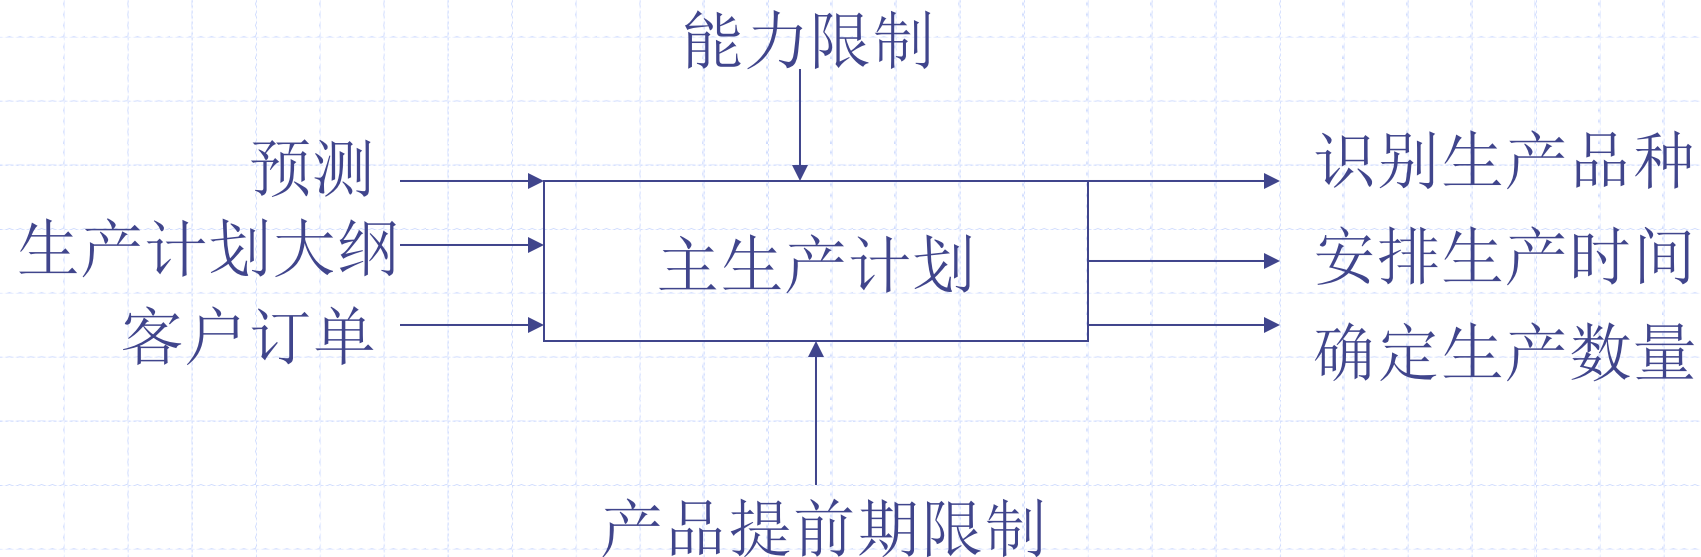 能力限制
预测
生产计划大纲
客户订单
主生产计划
识别生产品种
安排生产时间
确定生产数量
产品提前期限制